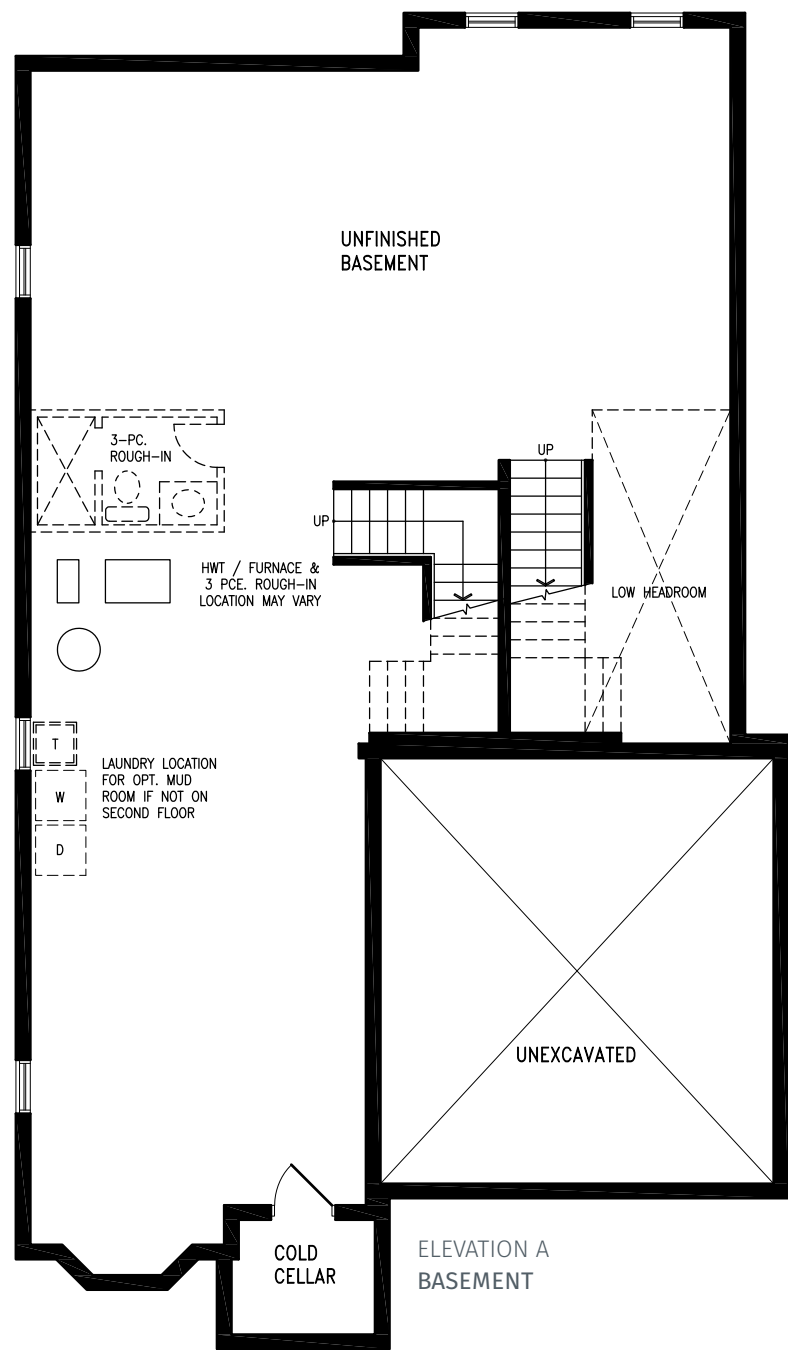 UNFINISHED
BASEMENT
3-PC.
ROUGH-IN
UP
UP
HWT / FURNACE &
3 PCE. ROUGH-IN
LOCATION MAY VARY
LOW HEADROOM
T
W
D
LAUNDRY LOCATION
FOR OPT. MUD
ROOM IF NOT ON
SECOND FLOOR
UNEXCAVATED
COLD
CELLAR
ELEVATION A
BASEMENT